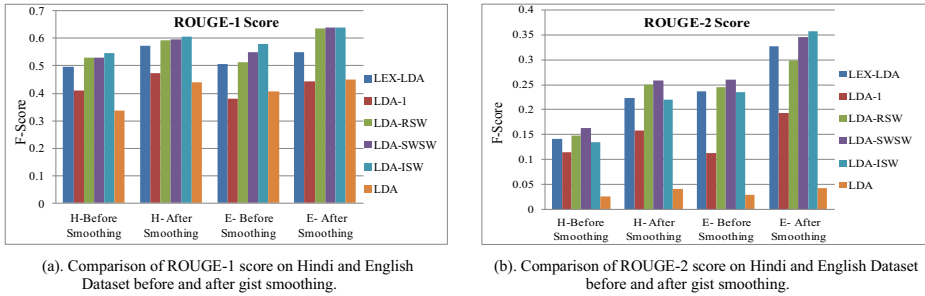 ROUGE-1 Score
0.7
0.6
0.5
0.4
0.3
0.2
0.1
0
F-Score
H-Before Smoothing
H- After Smoothing
E- Before Smoothing
E- After Smoothing
LEX-LDA
LDA-1
LDA-RSW
LDA-SWSW
LDA-ISW
LDA
(a). Comparison of ROUGE-1 score on Hindi and English
Dataset before and after gist smoothing.
ROUGE-2 Score
0.4
0.35
0.3
0.25
0.2
0.15
0.1
0.05
0
F-Score
H-Before Smoothing
H-After Smoothing
E- Before Smoothing
E- After Smoothing
LEX-LDA
LDA-1
LDA-RSW
LDA-SWSW
LDA-ISW
LDA
(b). Comparison of ROUGE-2 score on Hindi and English Dataset
before and after gist smoothing.